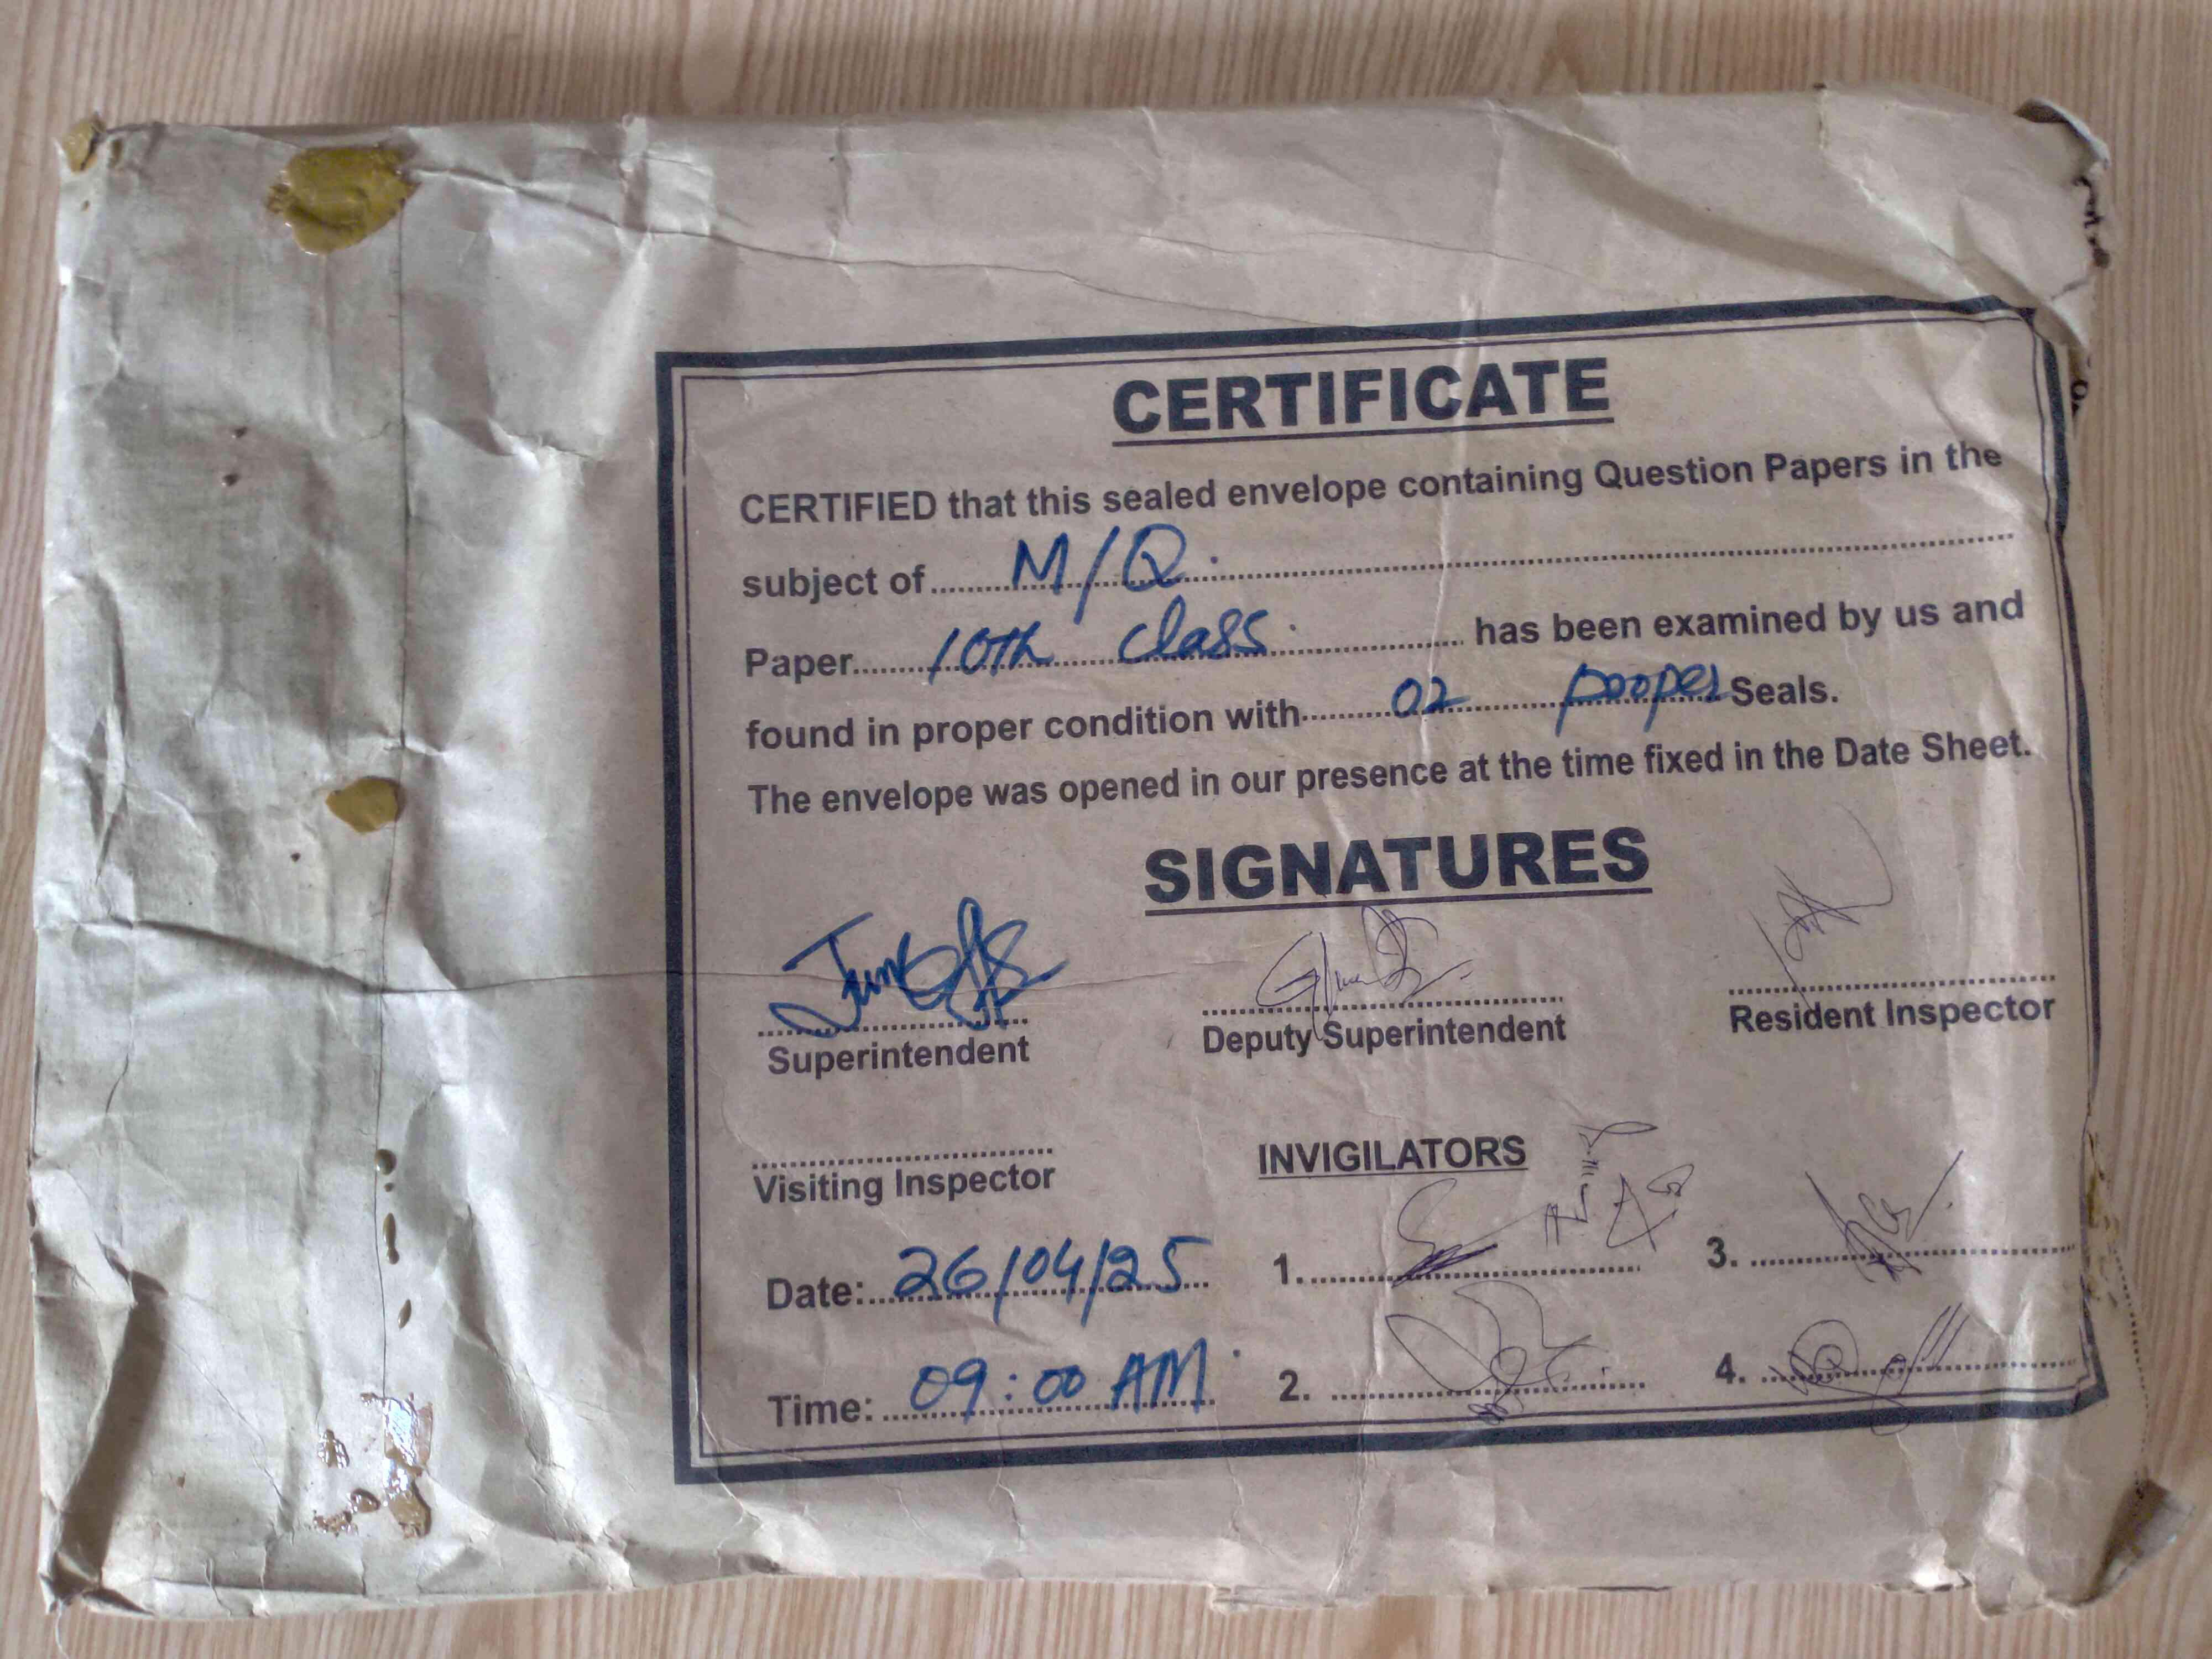 CERTIFICATE
CERTIFIED that this sealed envelope containing Question Papers in the
subject of M/Q.
Paper 10th class. has been examined by us and
found in proper condition with 02 Seals.
The envelope was opened in our presence at the time fixed in the Date Sheet.
SIGNATURES
Superintendent
Deputy Superintendent
Resident Inspector
Visiting Inspector
INVIGILATORS
Date: 26/04/25
1.
3.
Time: 09:00 AM.
2.
4.